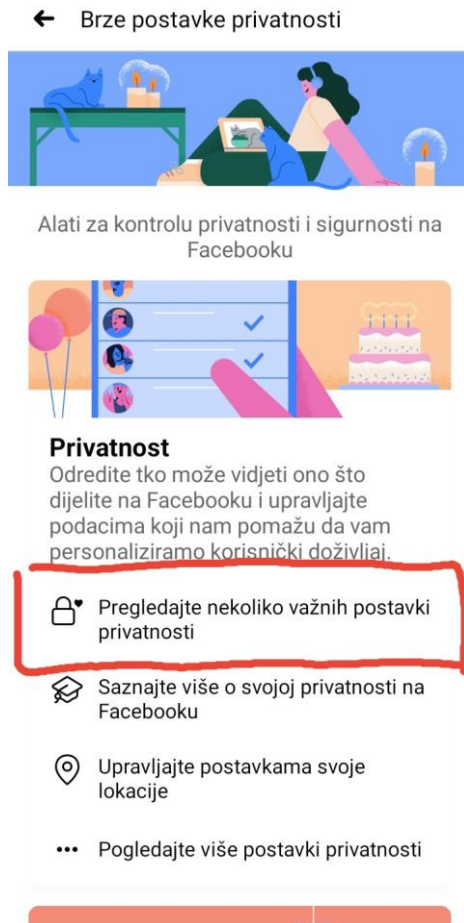 Brze postavke privatnosti
Alati za kontrolu privatnosti i sigurnosti na
Facebooku
Privatnost
Odredite tko može vidjeti ono što
dijelite na Facebooku i upravljajte
podacima koji nam pomažu da vam
personaliziramo korisnički doživljaj.
Pregledajte nekoliko važnih postavki
privatnosti
Saznajte više o svojoj privatnosti na
Facebooku
Upravljajte postavkama svoje
lokacije
Pogledajte više postavki privatnosti